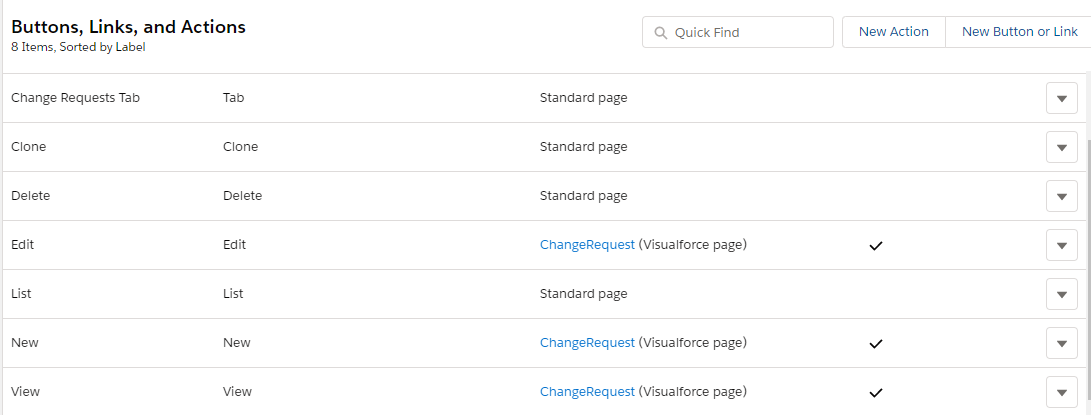 Buttons, Links, and Actions
8 Items, Sorted by Label
Quick Find
New Action
New Button or Link
Change Requests Tab Tab Standard page
Clone Clone Standard page
Delete Delete Standard page
Edit Edit ChangeRequest (Visualforce page)
List List Standard page
New New ChangeRequest (Visualforce page)
View View ChangeRequest (Visualforce page)